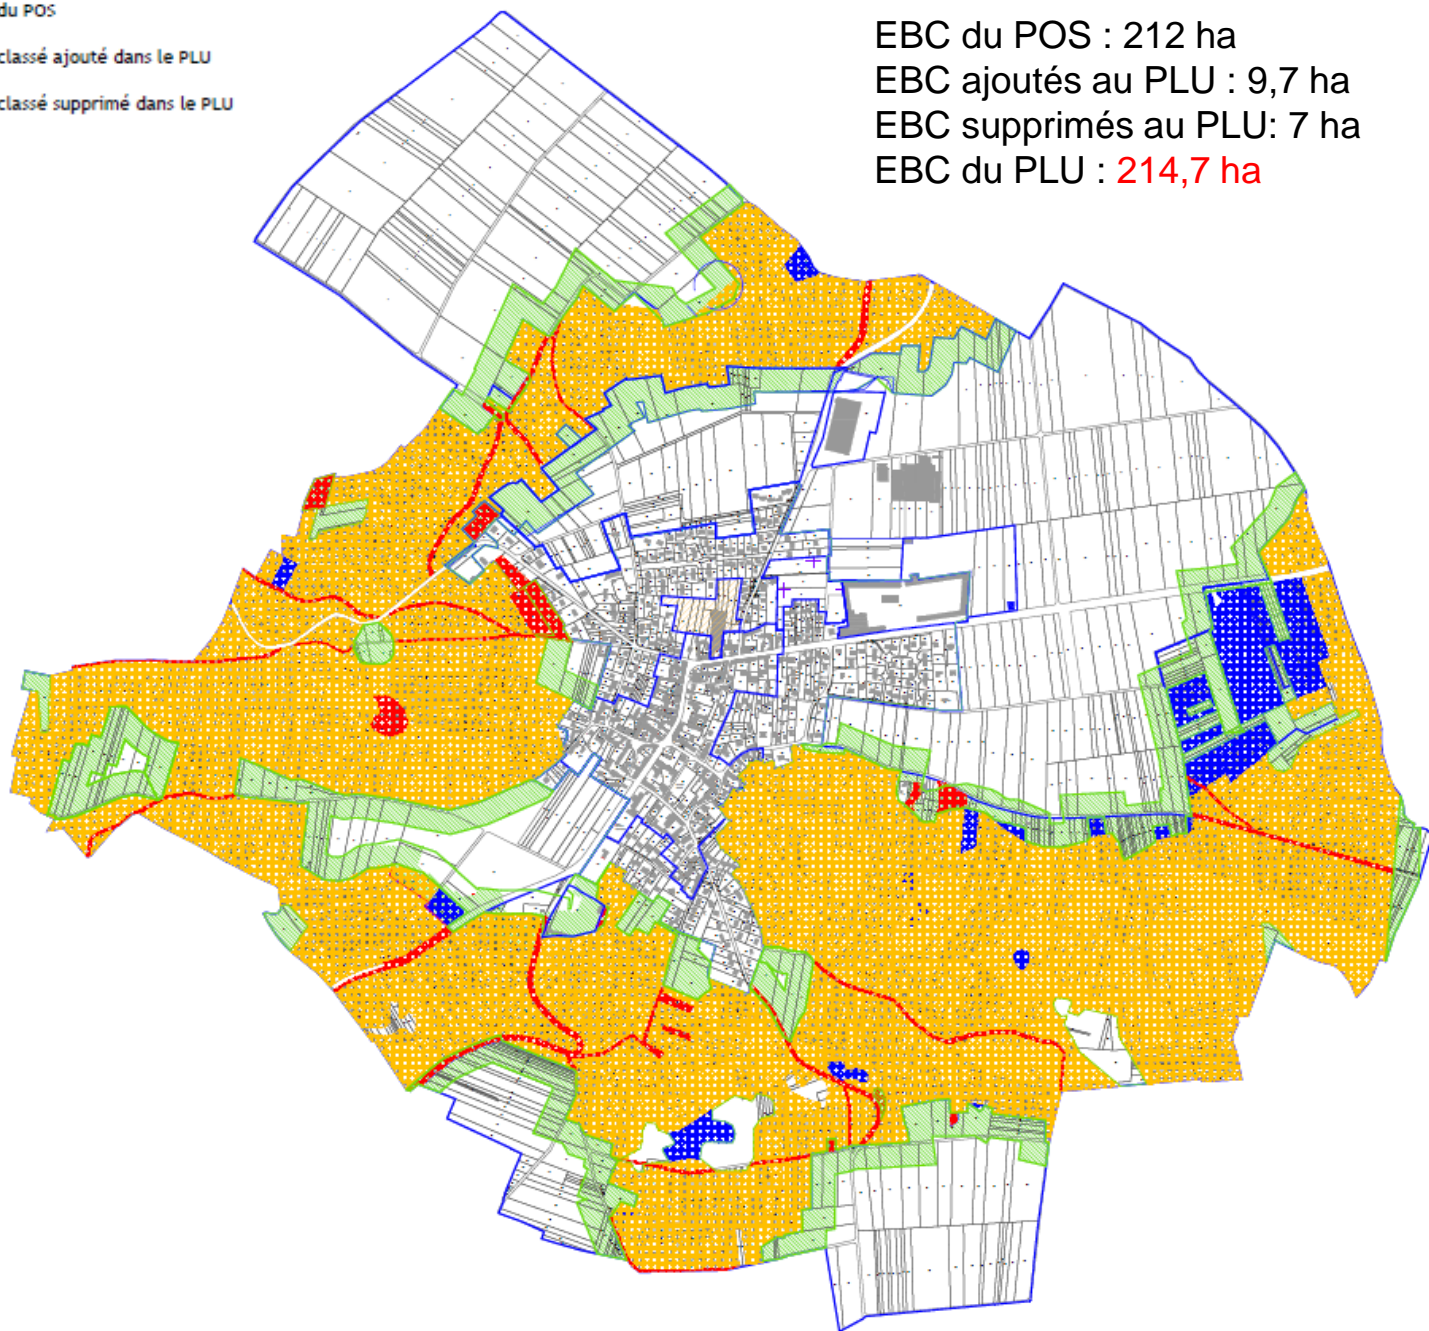 du POS
classé ajouté dans le PLU
classé supprimé dans le PLU
EBC du POS : 212 ha
EBC ajoutés au PLU : 9,7 ha
EBC supprimés au PLU: 7 ha
EBC du PLU : 214,7 ha